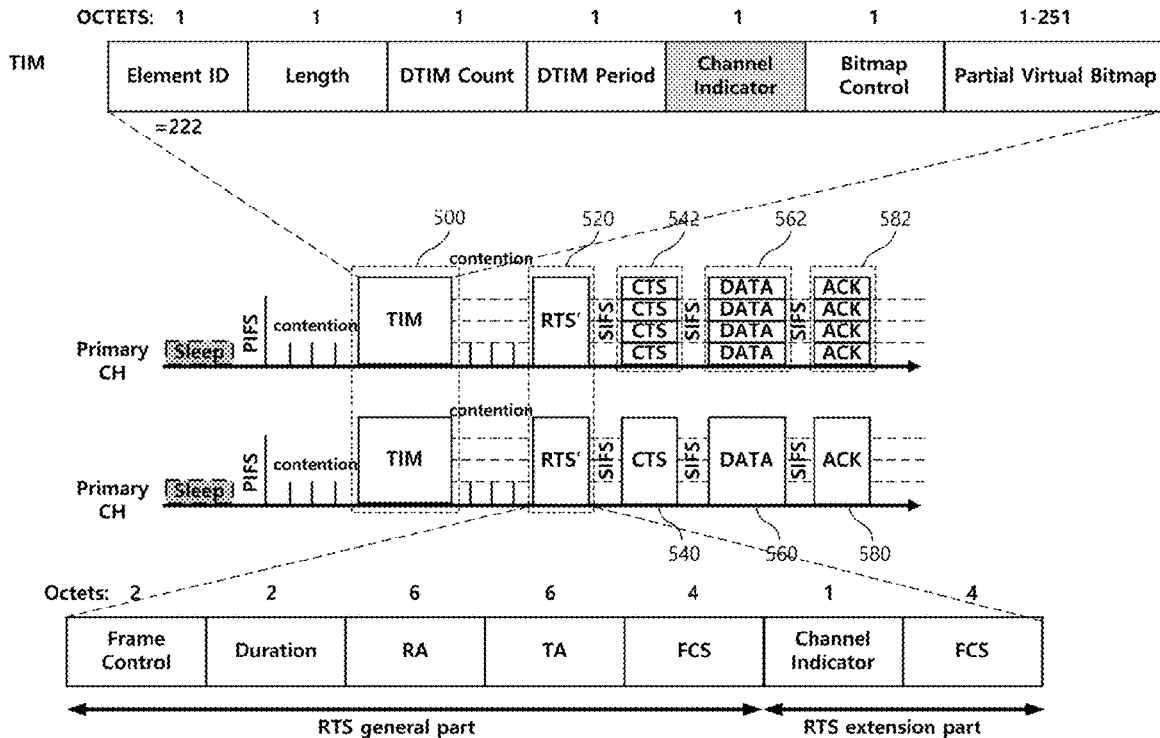 OCTETS: 1 1 1 1 1 1 1-251
TIM
Element ID Length DTIM Count DTIM Period Channel Indicator Bitmap Control Partial Virtual Bitmap
=222
500 520 542 562 582
contention
Primary CH Sleep PIFS contention TIM RTS' SIFS CTS SIFS DATA SIFS ACK
CTS DATA ACK
CTS DATA ACK
CTS DATA ACK
contention
Primary CH Sleep PIFS contention TIM RTS' SIFS CTS SIFS DATA SIFS ACK
540 560 580
Octets: 2 2 6 6 4 1 4
Frame Control Duration RA TA FCS Channel Indicator FCS
RTS general part RTS extension part